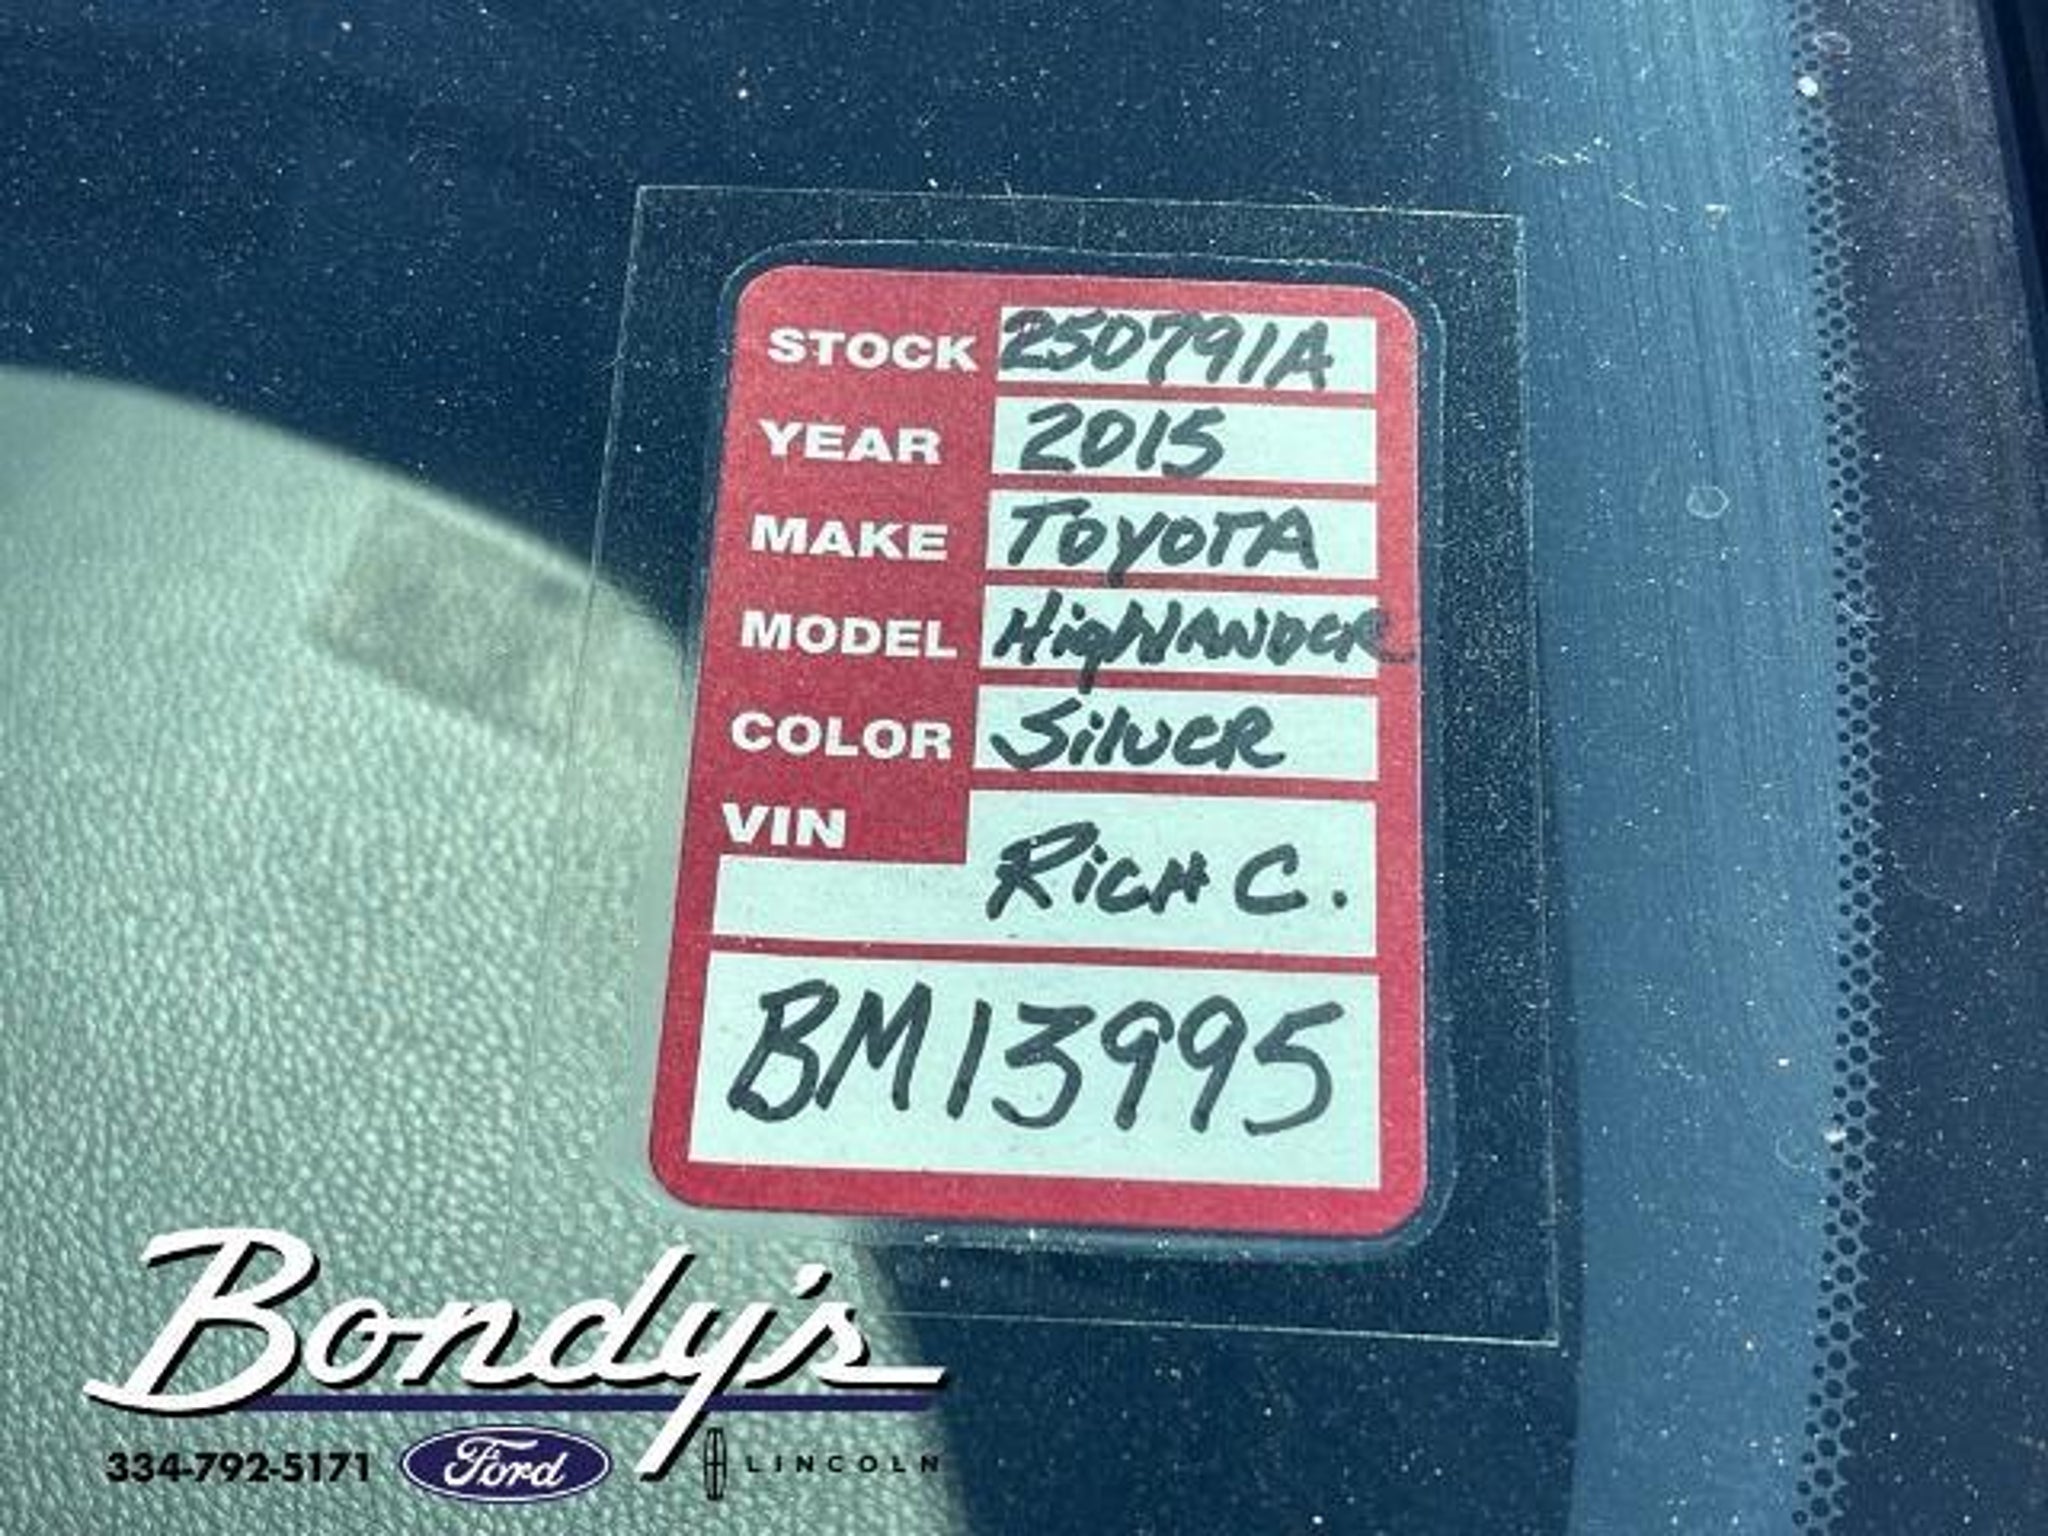 STOCK 250791A
YEAR 2015
MAKE TOYOTA
MODEL HigHLANDER
COLOR SilvER
VIN
RicH C.
BM13995
Bondy's
334-792-5171 Ford LINCOLN